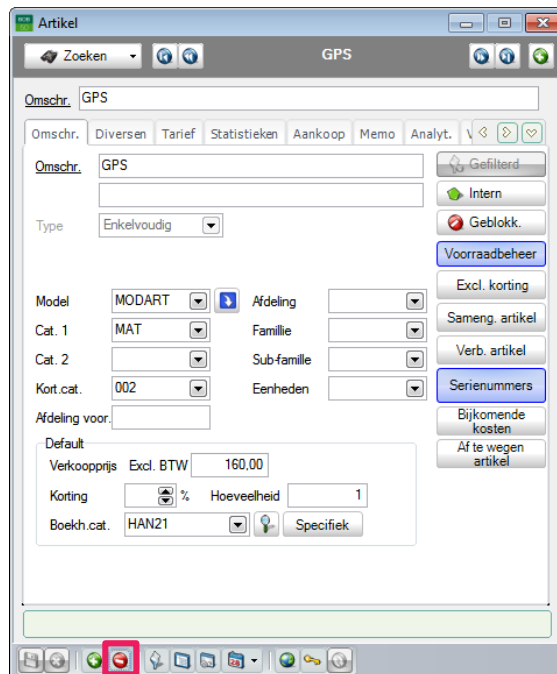 Artikel
Zoeken GPS
Omschr. GPS
Omschr. Diversen Tarief Statistieken Aankoop Memo Analyt.
Omschr. GPS
Gefilterd
Intern
Type Enkelvoudig
Geblokk.
Voorraadbeheer
Excl. korting
Model MODART Afdeling
Sameng. artikel
Cat. 1 MAT Famillie
Cat. 2 Sub-famille
Verb. artikel
Kort.cat. 002 Eenheden
Serienummers
Afdeling voor.
Bijkomende
kosten
Default
Af te wegen
artikel
Verkoopprijs Excl. BTW 160,00
Korting % Hoeveelheid 1
Boekh.cat. HAN21 Specifiek